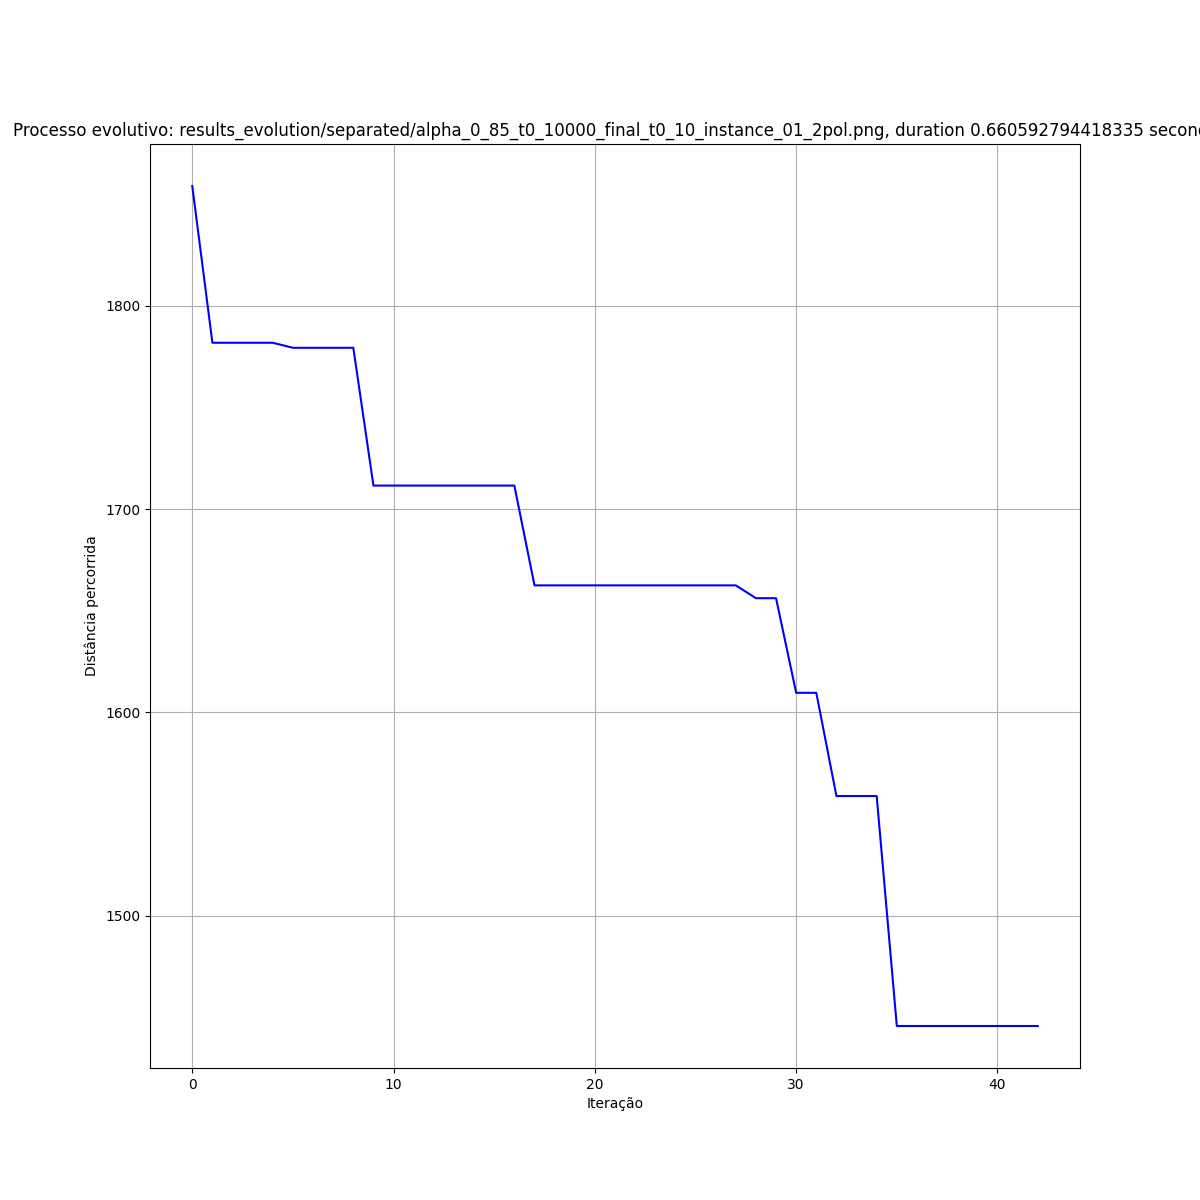 Processo evolutivo: results_evolution/separated/alpha_0_85_t0_10000_final_t0_10_instance_01_2pol.png, duration 0.660592794418335
1800
1700
1600
1500
Distância percorrida
0 10 20 30 40
Iteração